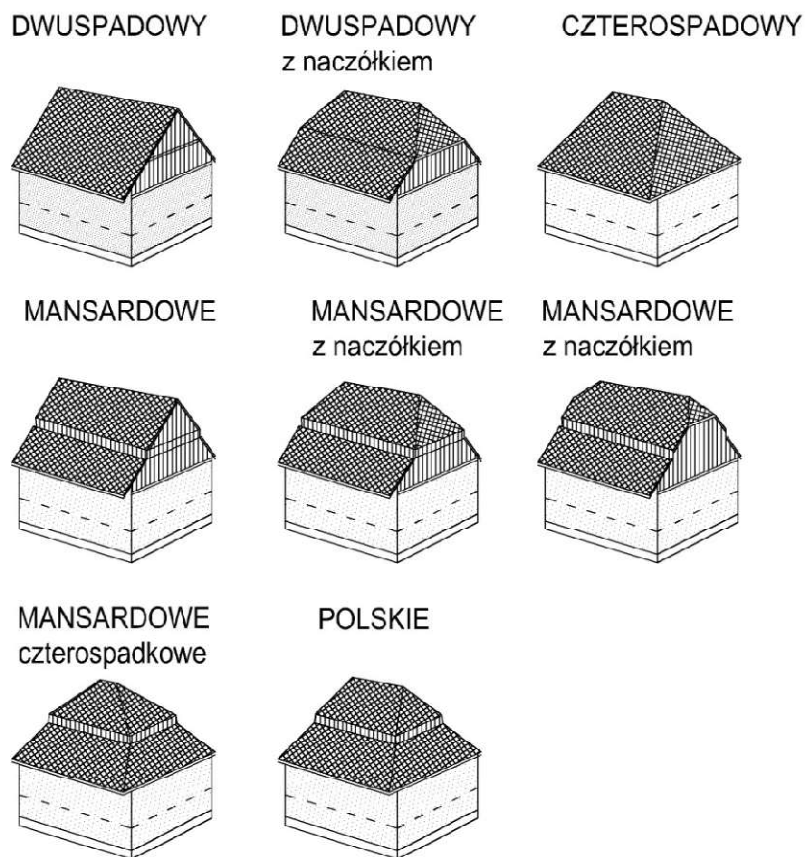 DWUSPADOWY
DWUSPADOWY
z naczółkiem
CZTEROSPADOWY
MANSARDOWE
MANSARDOWE
z naczółkiem
MANSARDOWE
z naczółkiem
MANSARDOWE
czterospadkowe
POLSKIE